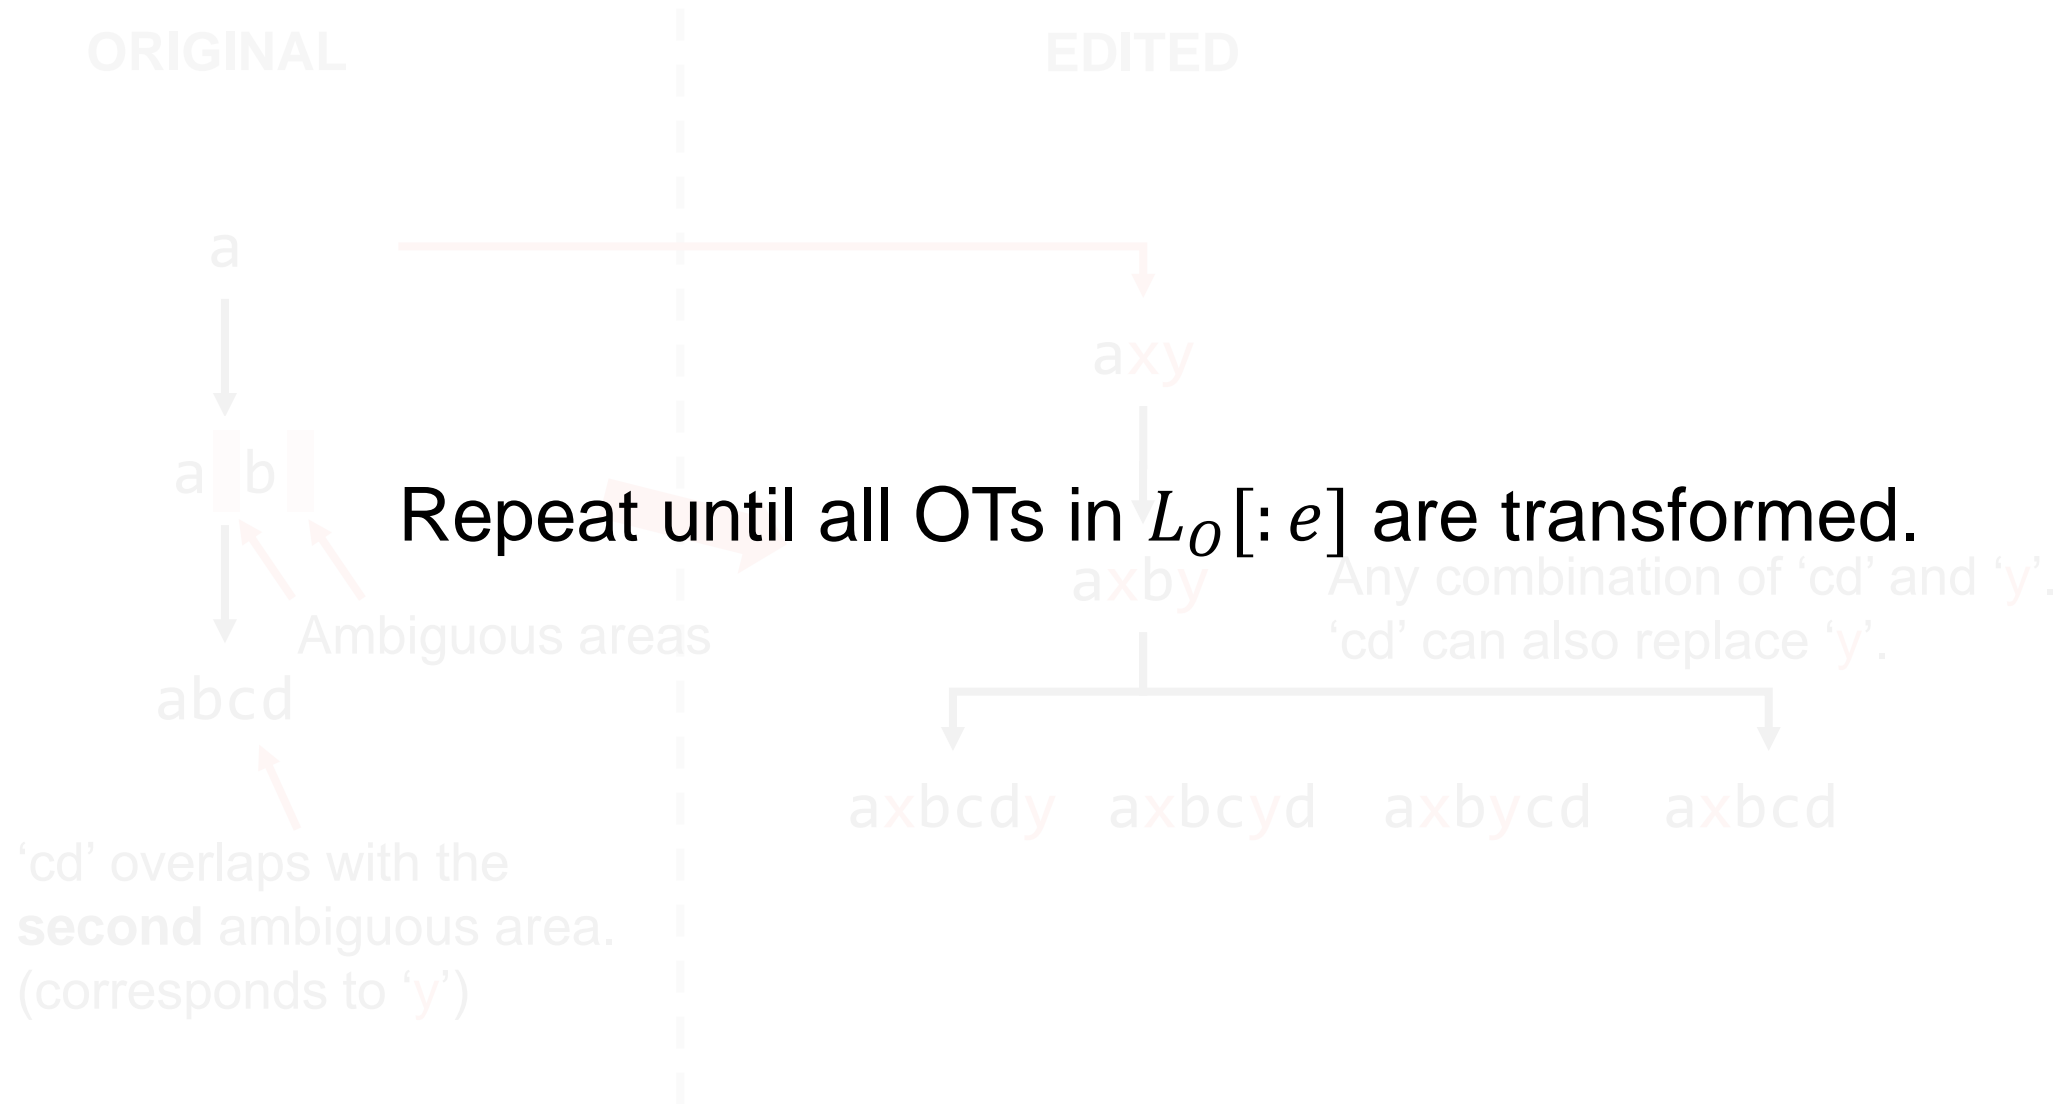 ORIGINAL
EDITED
a
axy
a b
Repeat until all OTs in L_O[: e] are transformed.
axby
Any combination of ‘cd’ and ‘y’.
‘cd’ can also replace ‘y’.
Ambiguous areas
abcd
axbcdy axbcyd axbycd axbcd
‘cd’ overlaps with the
second ambiguous area.
(corresponds to ‘y’)